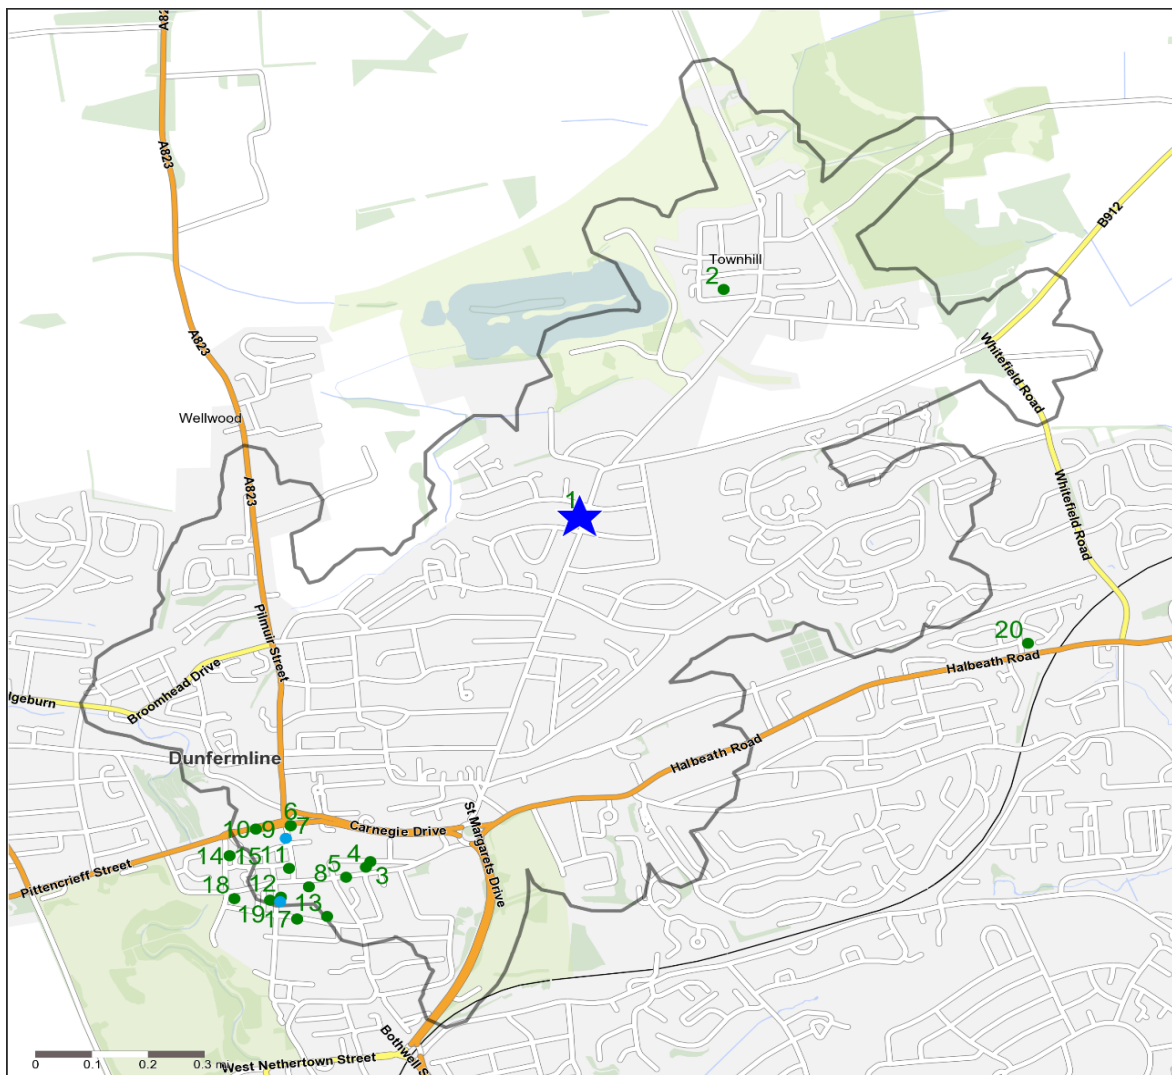 A823
A823
B912
Townhill
2
A823
Whitefield Road
Wellwood
A823
1
Whitefield Road
Pilmuir Street
20
Halbeath Road
Broomhead Drive
lgeburn
Halbeath Road
Dunfermline
6
10 9 7
Carnegie Drive
St Margarets Drive
14 15 11
5 4
3
8
Pittencrieff Street
18
12
13
19
17
Bothwell S
West Nethertown Street
0 0.1 0.2 0.3 m